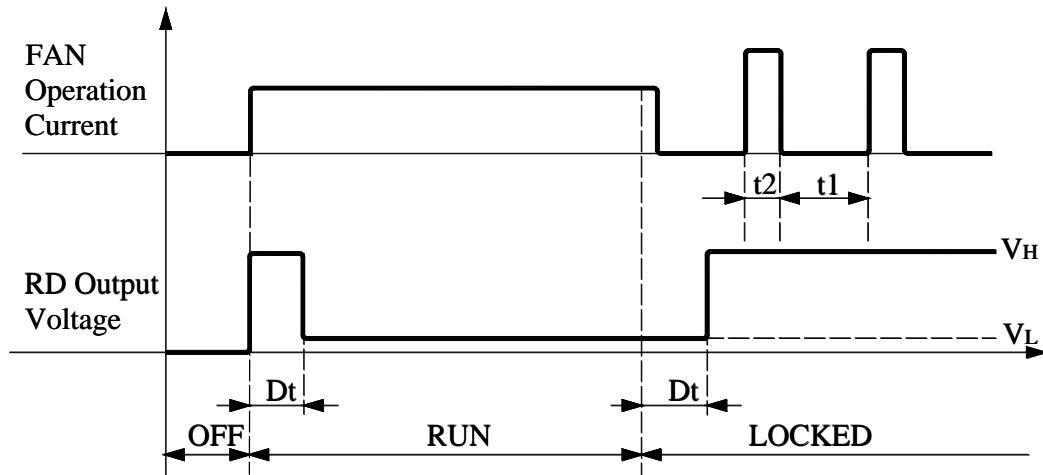 FAN
Operation
Current
t2
t1
VH
RD Output
Voltage
VL
Dt
Dt
OFF
RUN
LOCKED